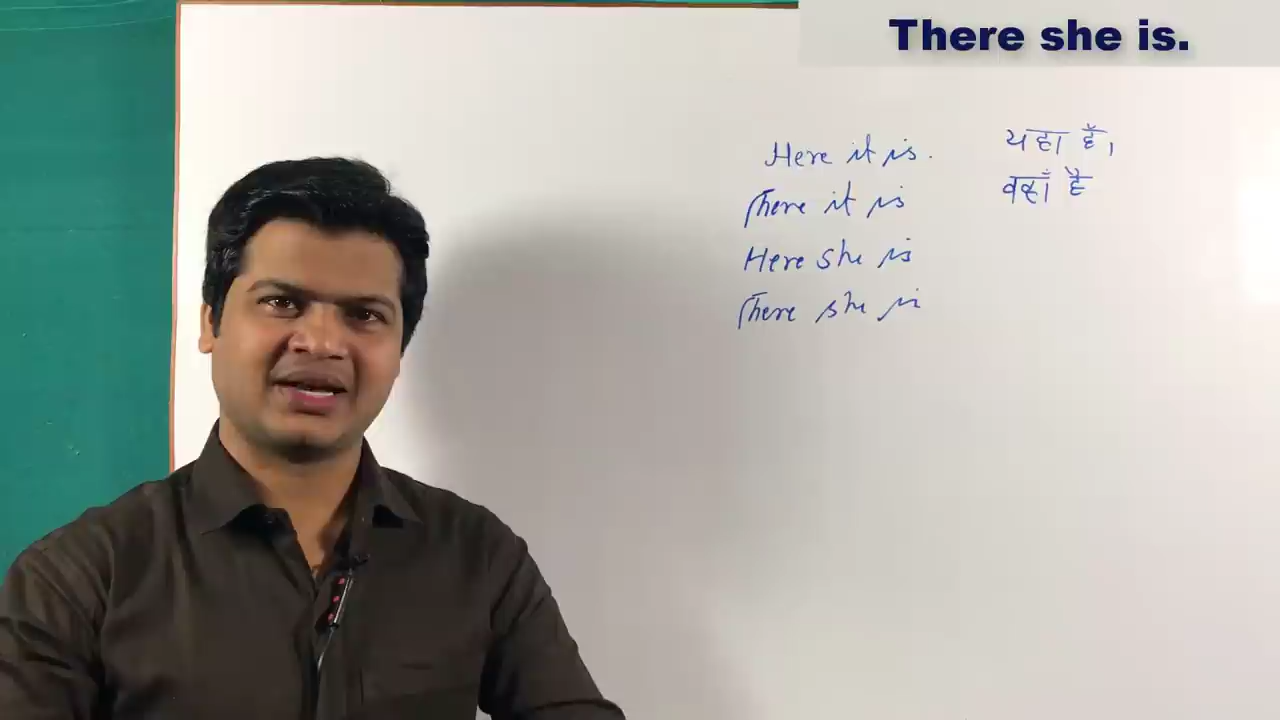 There she is.
Here it is. यहा है,
There it is वहाँ है
Here she is
There she is